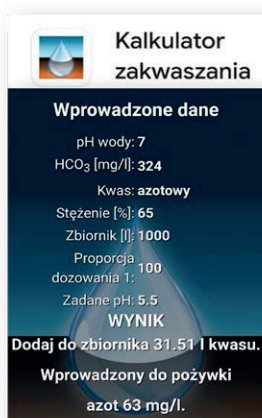 Kalkulator
zakwaszania
Wprowadzone dane
pH wody: 7
HCO₃ [mg/l]: 324
Kwas: azotowy
Stężenie [%]: 65
Zbiornik [l]: 1000
Proporcja
dozowania 1: 100
Zadane pH: 5.5
WYNIK
Dodaj do zbiornika 31.51 l kwasu.
Wprowadzony do pożywki
azot 63 mg/l.